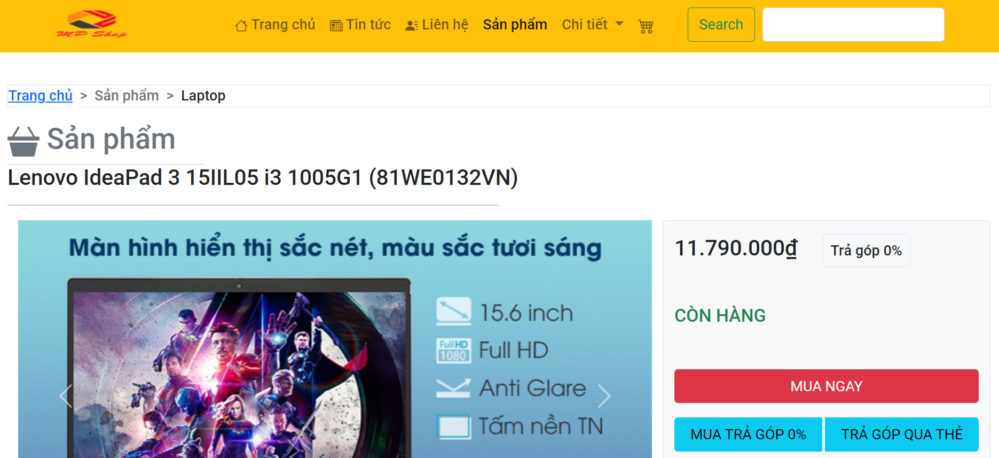 MP Shop
Trang chủ Tin tức Liên hệ Sản phẩm Chi tiết Search
Trang chủ > Sản phẩm > Laptop
Sản phẩm
Lenovo IdeaPad 3 15IIL05 i3 1005G1 (81WE0132VN)
Màn hình hiển thị sắc nét, màu sắc tươi sáng
15.6 inch
Full HD 1080 Full HD
Anti Glare
Tấm nền TN
11.790.000₫ Trả góp 0%
CÒN HÀNG
MUA NGAY
MUA TRẢ GÓP 0% TRẢ GÓP QUA THẺ